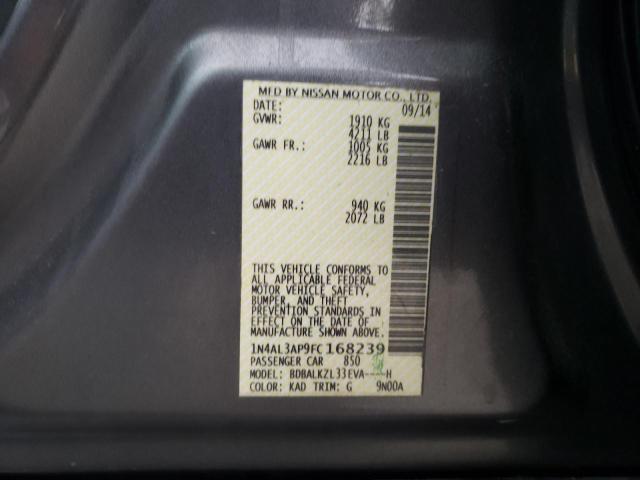 MFD BY NISSAN MOTOR CO., LTD.
DATE: 09/14
GVWR: 1910 KG
4211 LB
GAWR FR.: 1005 KG
2216 LB
GAWR RR.: 940 KG
2072 LB
THIS VEHICLE CONFORMS TO
ALL APPLICABLE FEDERAL
MOTOR VEHICLE SAFETY,
BUMPER, AND THEFT
PREVENTION STANDARDS IN
EFFECT ON THE DATE OF
MANUFACTURE SHOWN ABOVE.
1N4AL3AP9FC168239
PASSENGER CAR 850
MODEL: BDBALKZL33EVA----H
COLOR: KAD TRIM: G 9N00A